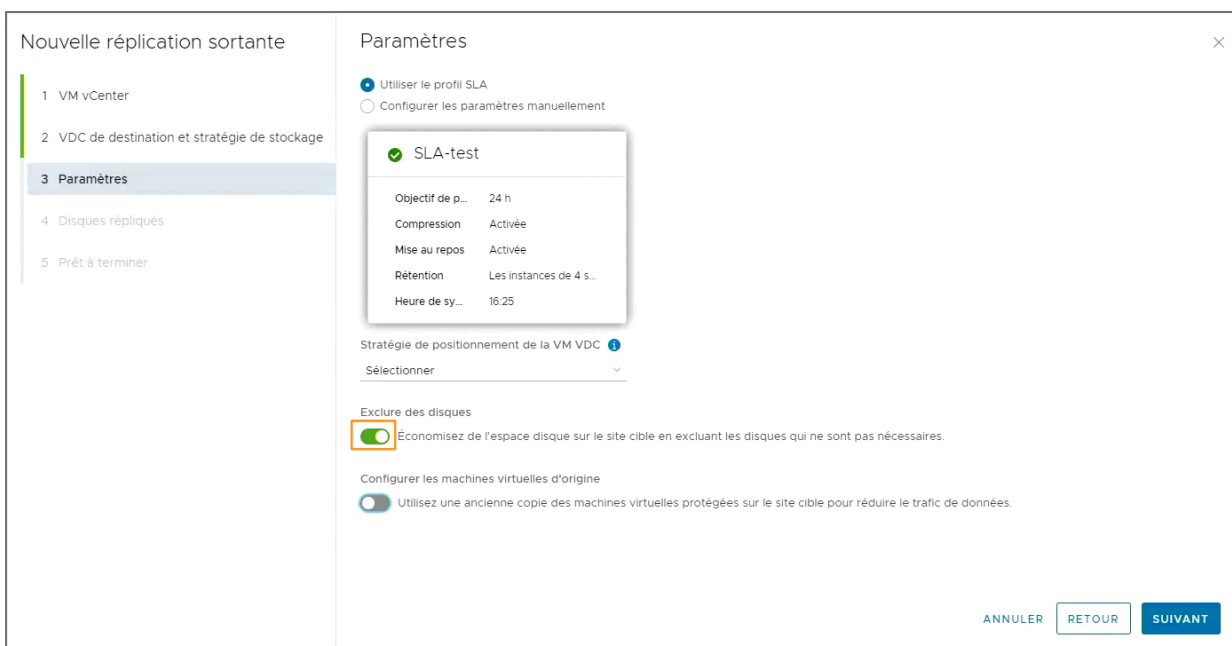 Nouvelle réplication sortante
1 VM vCenter
2 VDC de destination et stratégie de stockage
3 Paramètres
4 Disques répliqués
5 Prêt à terminer
Paramètres
Utiliser le profil SLA
Configurer les paramètres manuellement
SLA-test
Objectif de p... 24 h
Compression Activée
Mise au repos Activée
Rétention Les instances de 4 s...
Heure de sy... 16:25
Stratégie de positionnement de la VM VDC
Sélectionner
Exclure des disques
Économisez de l'espace disque sur le site cible en excluant les disques qui ne sont pas nécessaires.
Configurer les machines virtuelles d'origine
Utilisez une ancienne copie des machines virtuelles protégées sur le site cible pour réduire le trafic de données.
ANNULER RETOUR SUIVANT